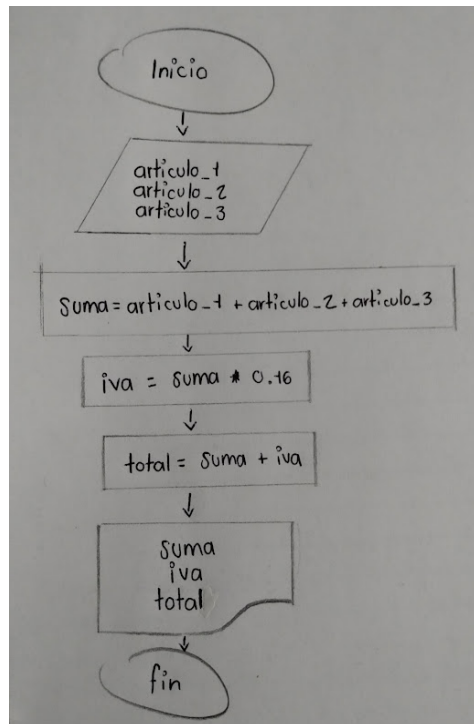 Inicio
articulo_1
articulo_2
articulo_3
Suma = articulo_1 + articulo_2 + articulo_3
iva = suma * 0.16
total = suma + iva
suma
iva
total
fin